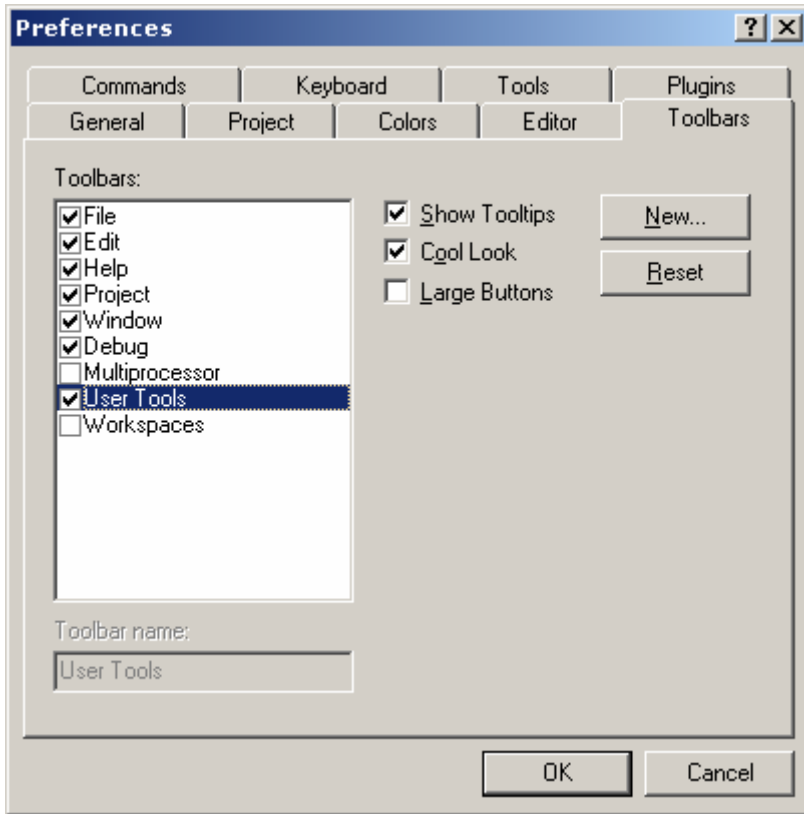 Preferences
Commands Keyboard Tools Plugins
General Project Colors Editor Toolbars
Toolbars:
File
Edit
Help
Project
Window
Debug
Multiprocessor
User Tools
Workspaces
Show Tooltips
Cool Look
Large Buttons
New...
Reset
Toolbar name:
User Tools
OK Cancel